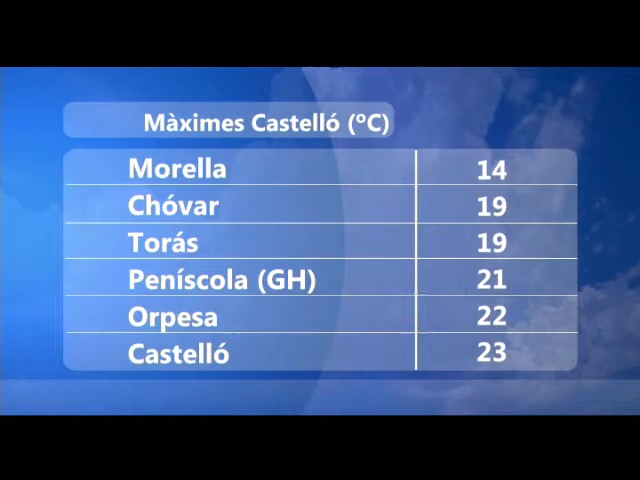 Màximes Castelló (ºC)
Morella 14
Chóvar 19
Torás 19
Peníscola (GH) 21
Orpesa 22
Castelló 23